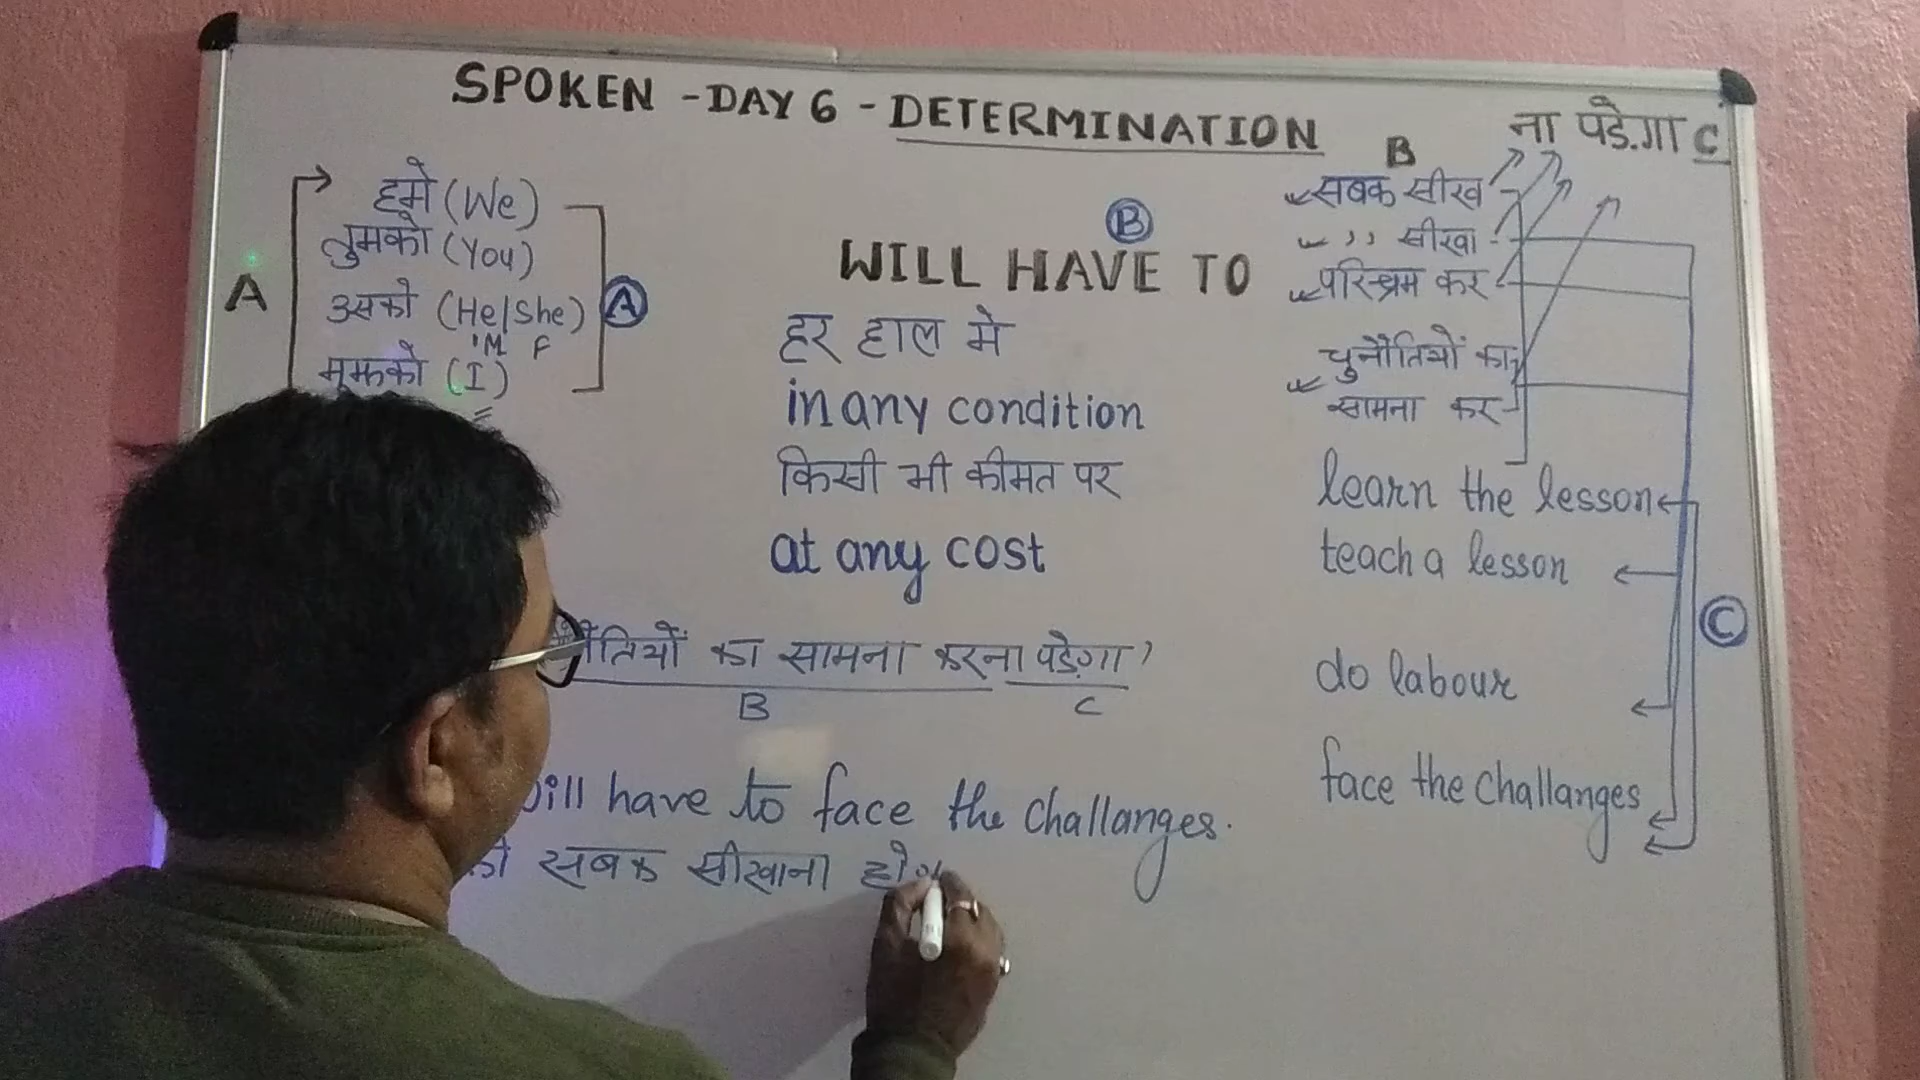 SPOKEN - DAY 6 - DETERMINATION
A
हमे (We)
तुमको (You)
उसको (He/She)
M F
मूझको (I)
A
B
WILL HAVE TO
हर हाल मे
in any condition
किसी भी कीमत पर
at any cost
B
ना पडे़गा C
सबक सीख
,, सीखा
परिश्रम कर
चुनौतियों का
सामना कर
learn the lesson
teach a lesson
do labour
face the challanges
C
का सामना करना पडे़गा?
B C
will have to face the challanges.
को सबक सीखाना